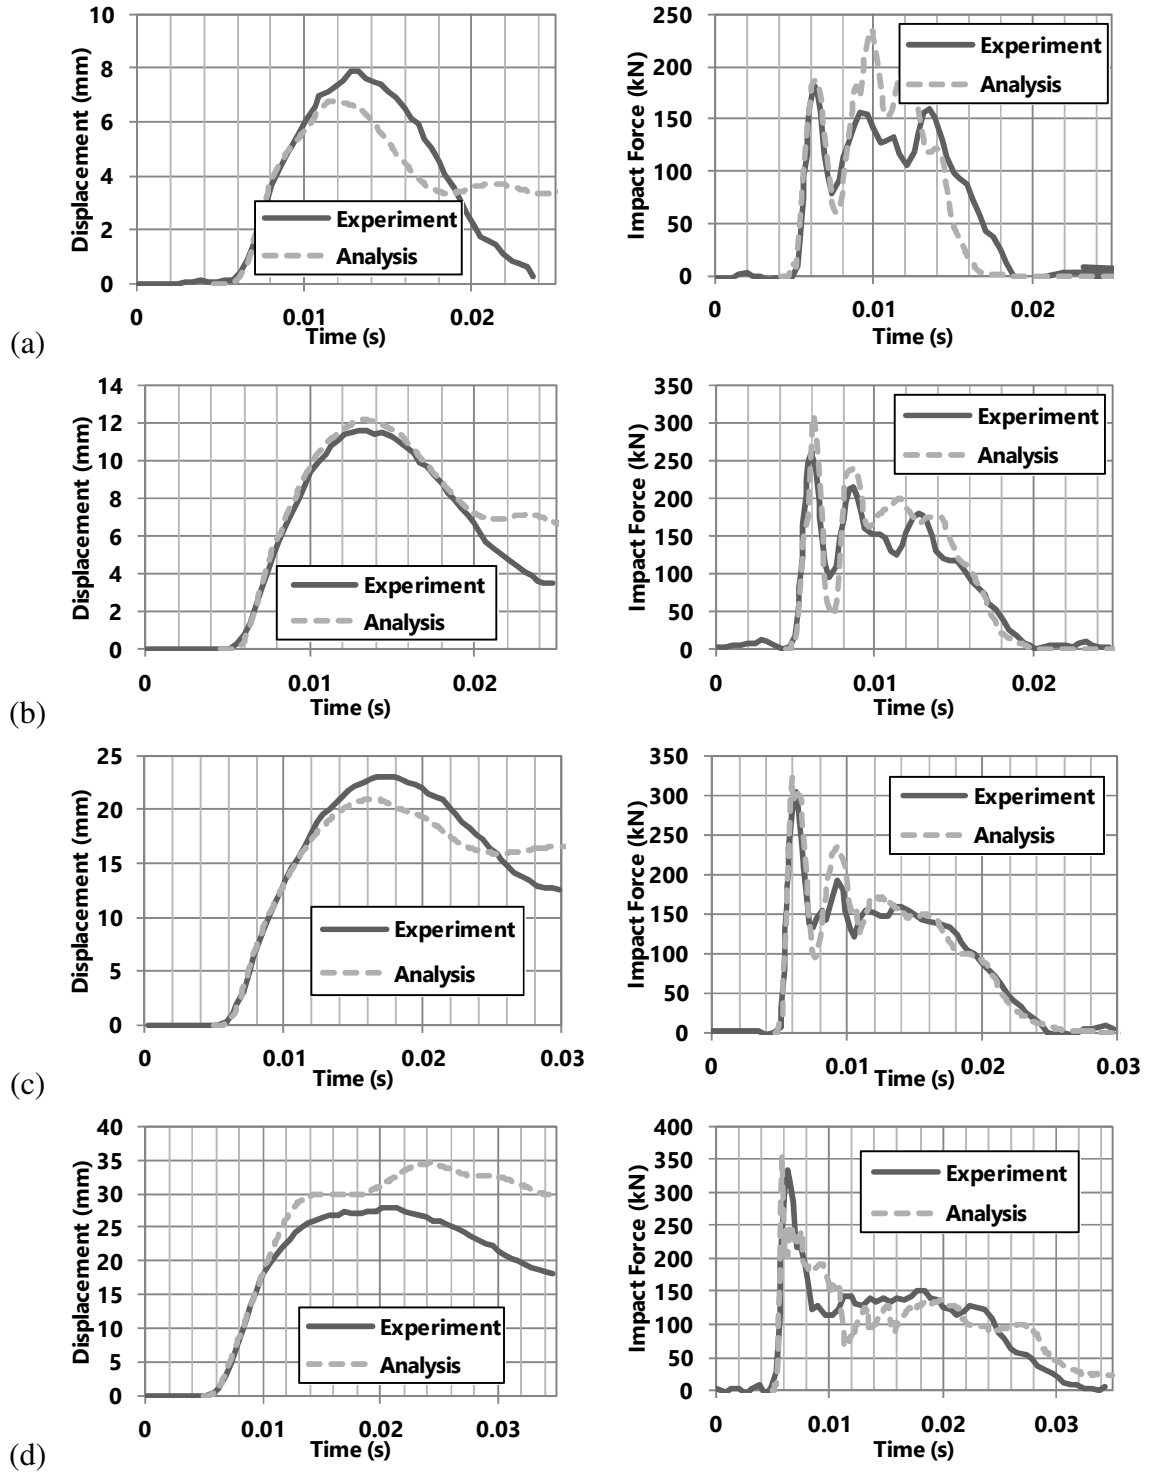 10
8
6
4
2
0
Displacement (mm)
Experiment
Analysis
0
0.01
0.02
Time (s)
250
200
150
100
50
0
Impact Force (kN)
Experiment
Analysis
0
0.01
0.02
Time (s)
(a)
14
12
10
8
6
4
2
0
Displacement (mm)
Experiment
Analysis
0
0.01
0.02
Time (s)
350
300
250
200
150
100
50
0
Impact Force (kN)
Experiment
Analysis
0
0.01
0.02
Time (s)
(b)
25
20
15
10
5
0
Displacement (mm)
Experiment
Analysis
0
0.01
0.02
0.03
Time (s)
350
300
250
200
150
100
50
0
Impact Force (kN)
Experiment
Analysis
0
0.01
0.02
0.03
Time (s)
(c)
40
35
30
25
20
15
10
5
0
Displacement (mm)
Experiment
Analysis
0
0.01
0.02
0.03
Time (s)
400
350
300
250
200
150
100
50
0
Impact Force (kN)
Experiment
Analysis
0
0.01
0.02
0.03
Time (s)
(d)